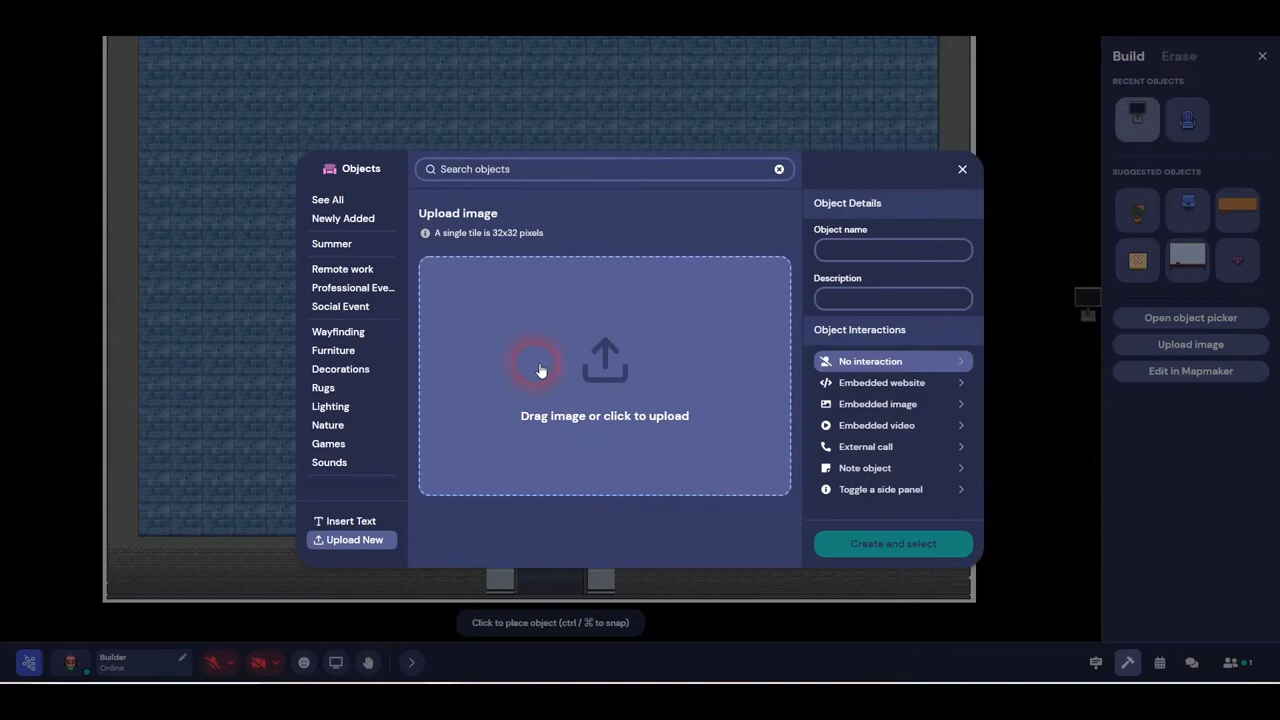 Build Erase
RECENT OBJECTS
SUGGESTED OBJECTS
Open object picker
Upload image
Edit in Mapmaker
Objects
See All
Newly Added
Summer
Remote work
Professional Eve...
Social Event
Wayfinding
Furniture
Decorations
Rugs
Lighting
Nature
Games
Sounds
Insert Text
Upload New
Search objects
Upload image
A single tile is 32x32 pixels
Drag image or click to upload
Object Details
Object name
Description
Object Interactions
No interaction
Embedded website
Embedded image
Embedded video
External call
Note object
Toggle a side panel
Create and select
Click to place object (ctrl / ⌘ to snap)
Builder
Online
1